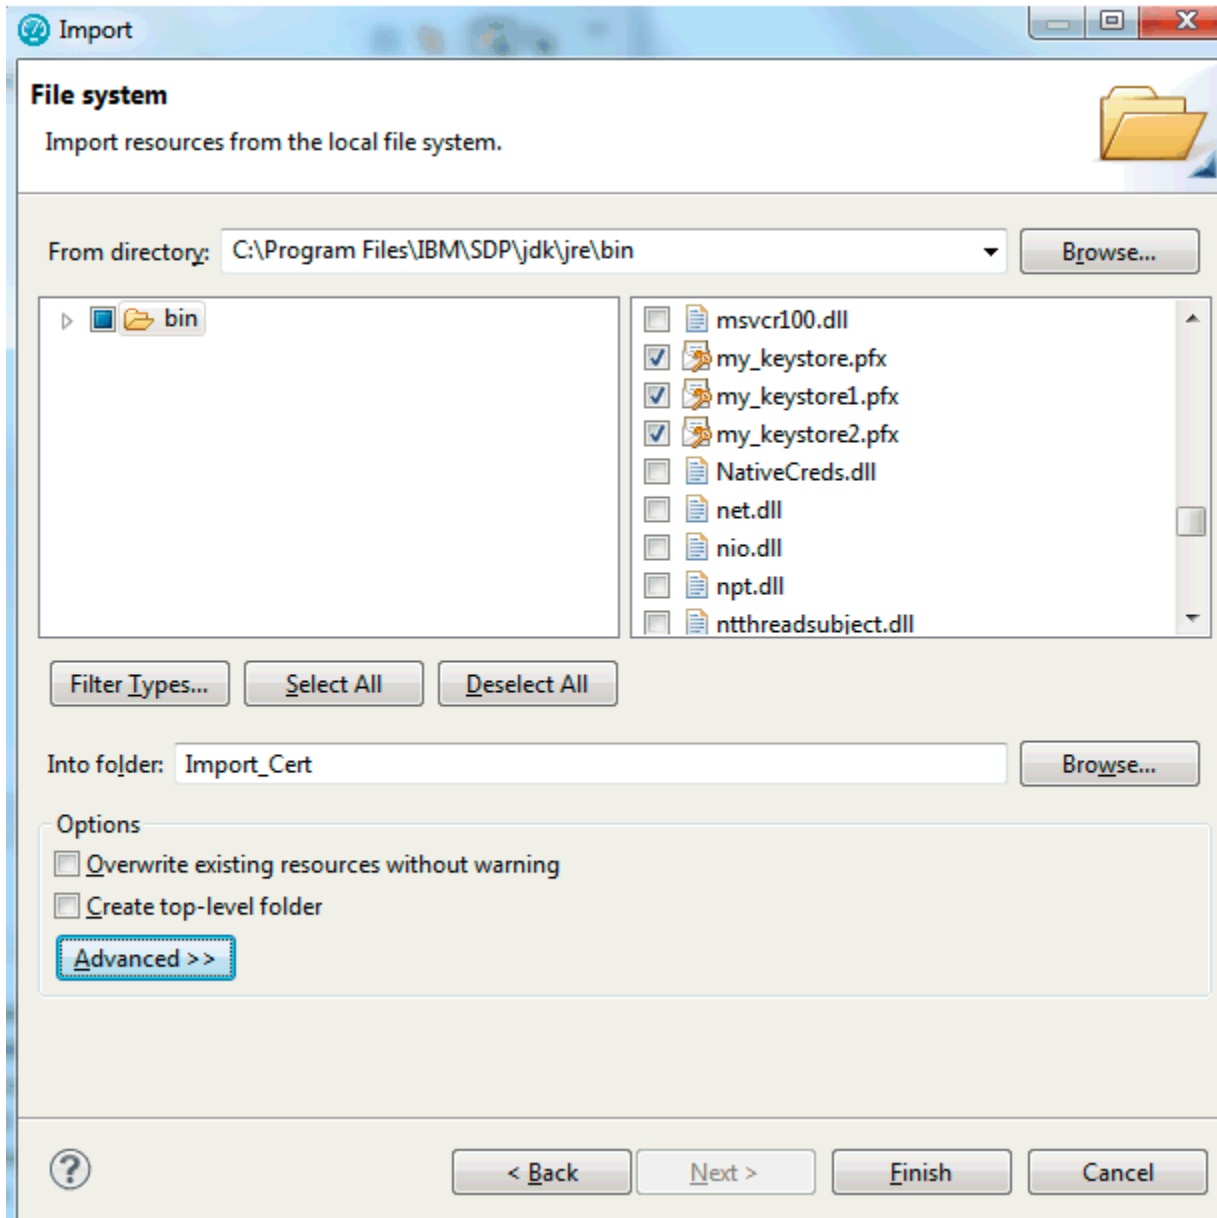 Import
File system
Import resources from the local file system.
From directory: C:\Program Files\IBM\SDP\jdk\jre\bin Browse...
bin
msvcr100.dll
my_keystore.pfx
my_keystore1.pfx
my_keystore2.pfx
NativeCreds.dll
net.dll
nio.dll
npt.dll
ntthreadsubject.dll
Filter Types... Select All Deselect All
Into folder: Import_Cert Browse...
Options
Overwrite existing resources without warning
Create top-level folder
Advanced >>
? < Back Next > Finish Cancel